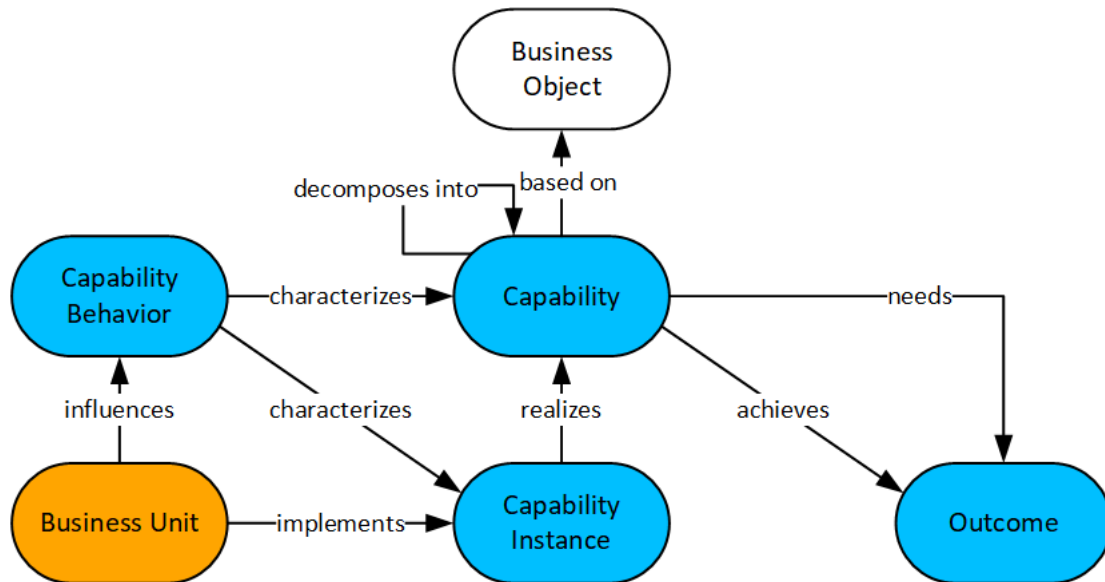 Business
Object
decomposes into
based on
Capability
Behavior
characterizes
Capability
needs
influences
characterizes
realizes
achieves
Business Unit
implements
Capability
Instance
Outcome